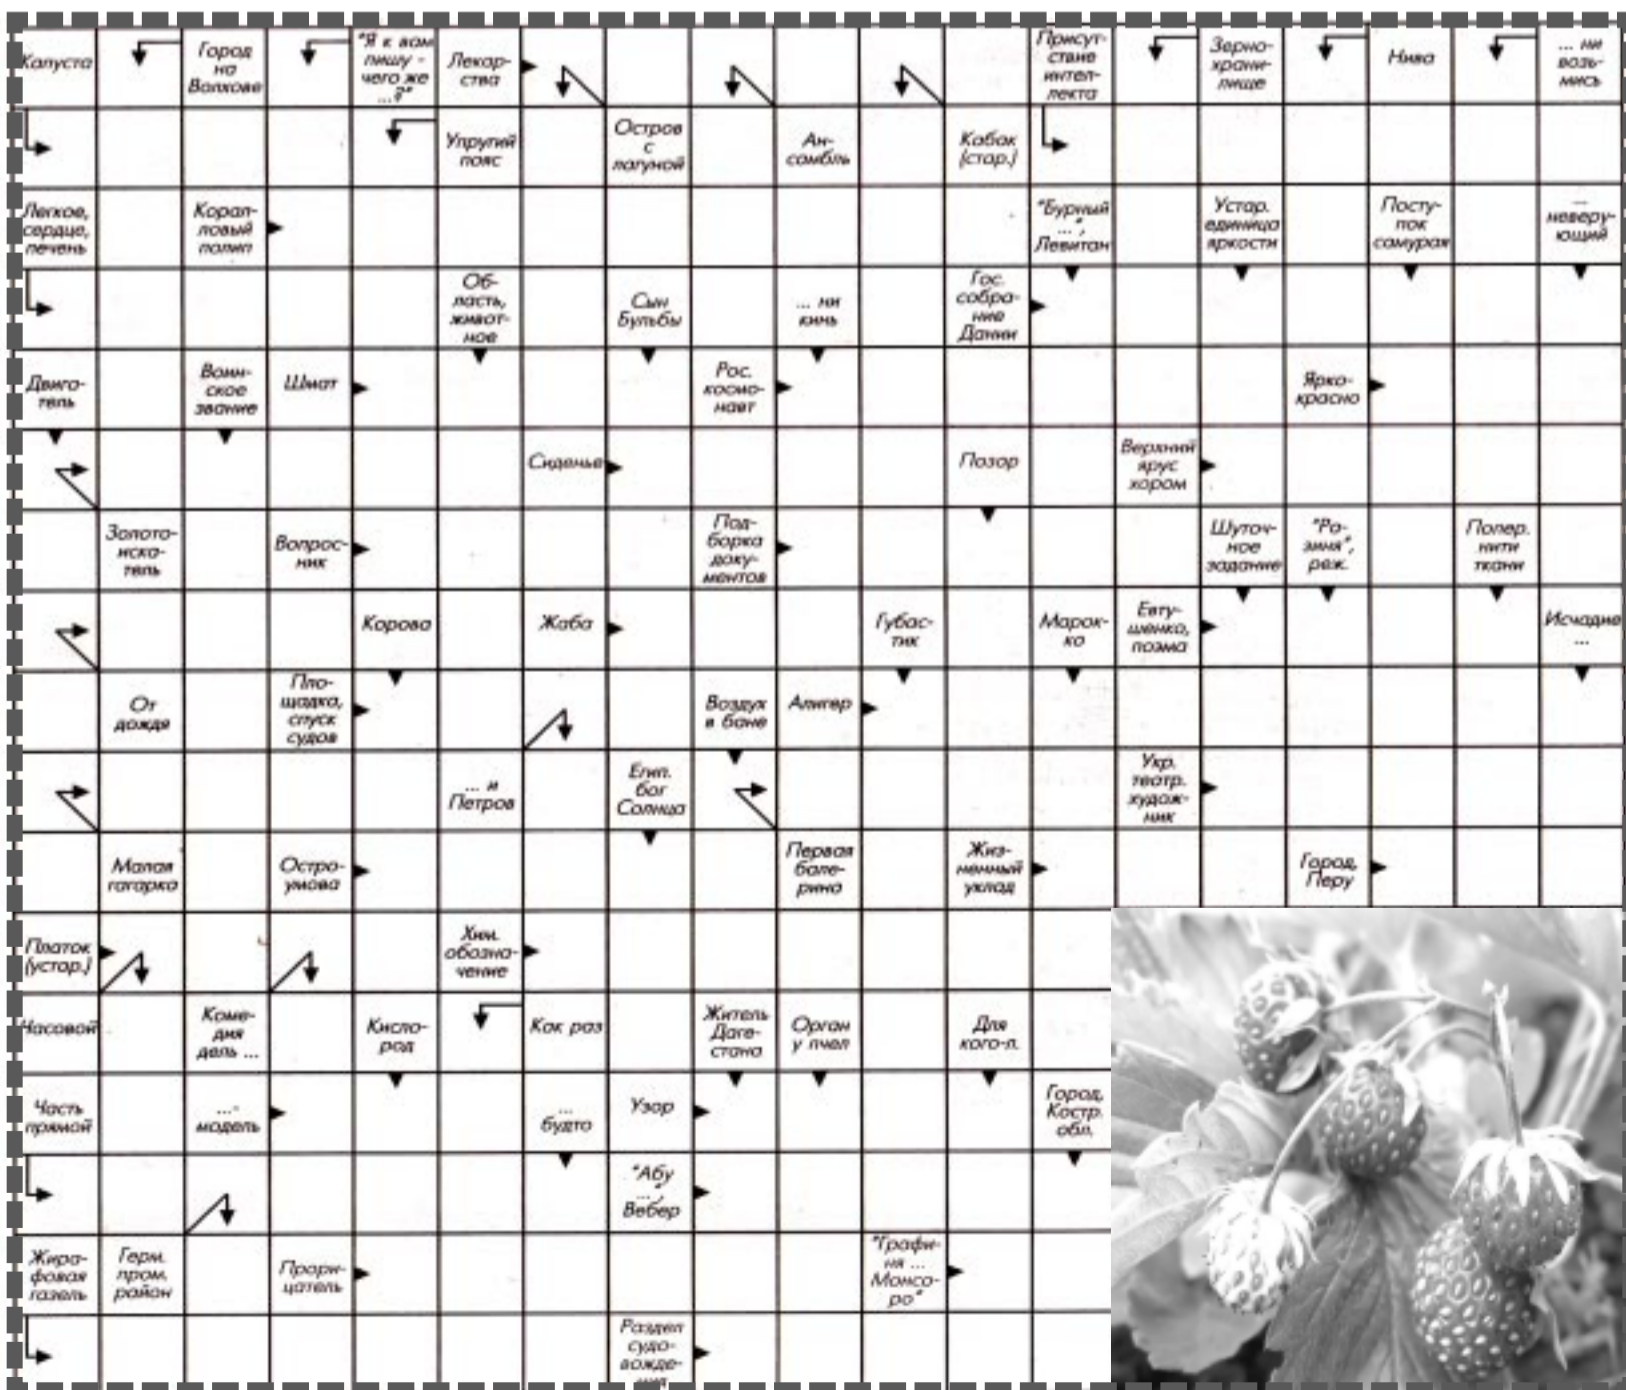 Капуста
Город
на
Волхове
"Я к вам
пишу -
чего же
...?"
Лекар-
ства
Присут-
ствие
интел-
лекта
Зерно-
храни-
лище
Нива
... ни
возь-
мись
Упругий
пояс
Остров
с
лагуной
Ан-
самбль
Кабак
(стар.)
Легкое,
сердце,
печень
Корал-
ловый
полип
"Бурный
...",
Левитан
Устар.
единица
яркости
Посту-
пок
самурая
...
неверу-
ющий
Об-
ласть,
живот-
ное
Сын
Бульбы
... ни
кинь
Гос.
собра-
ние
Дании
Двига-
тель
Воин-
ское
звание
Шмат
Рос.
космо-
навт
Ярко-
красно
Сиденье
Позор
Верхний
ярус
хором
Золото-
иска-
тель
Вопрос-
ник
Под-
борка
доку-
ментов
Шуточ-
ное
задание
"Ра-
зиня",
реж.
Попер.
нити
ткани
Корова
Жаба
Губас-
тик
Марок-
ко
Евту-
шенко,
поэма
Исчадие
...
От
дождя
Пло-
щадка,
спуск
судов
Воздух
в бане
Алигер
... и
Петров
Егип.
бог
Солнца
Укр.
театр.
худож-
ник
Малая
гагарка
Остро-
умова
Первая
бале-
рина
Жиз-
ненный
уклад
Город,
Перу
Платок
(устар.)
Хим.
обозна-
чение
Часовой
Коме-
дия
дель ...
Кисло-
род
Как раз
Житель
Даге-
стана
Орган
у пчел
Для
кого-л.
Часть
прямой
...-
модель
...
будто
Узор
Город,
Костр.
обл.
"Абу
...",
Вебер
Жира-
фовая
газель
Герм.
пром.
район
Прори-
цатель
"Графи-
ня ...
Монсо-
ро"
Раздел
судо-
вожде-
ния